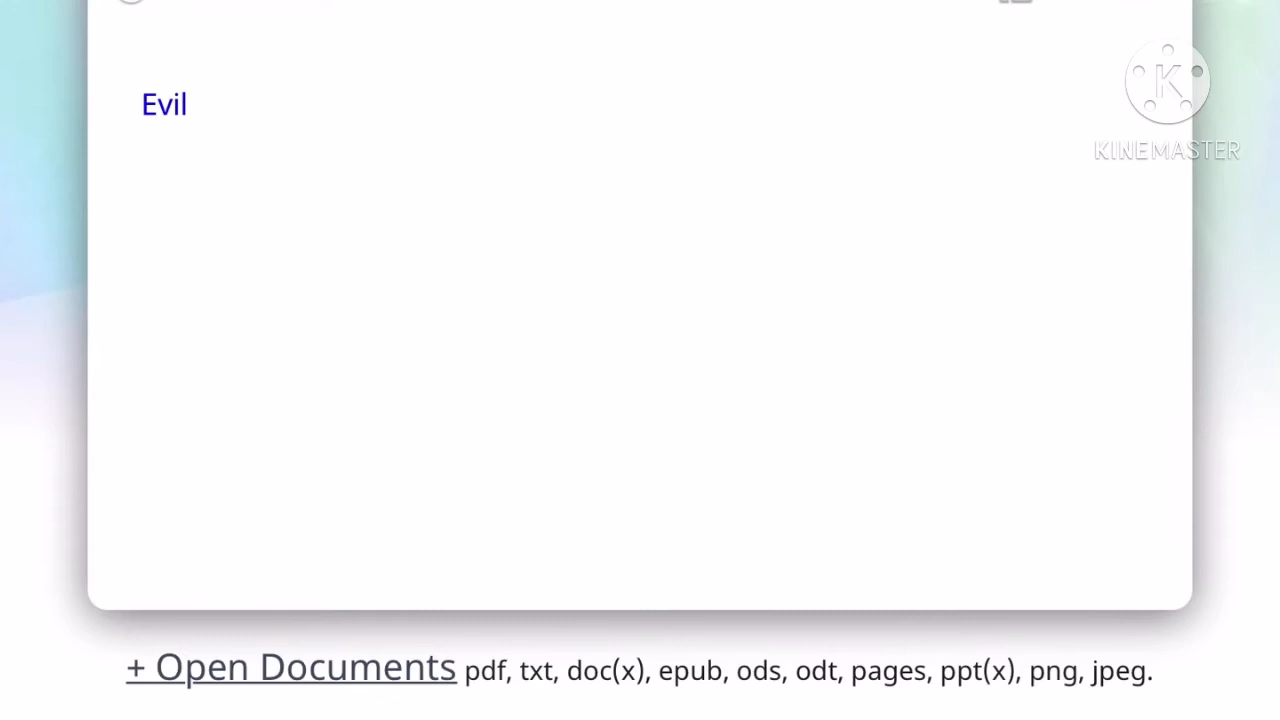 Evil
K
KINEMASTER
+ Open Documents pdf, txt, doc(x), epub, ods, odt, pages, ppt(x), png, jpeg.